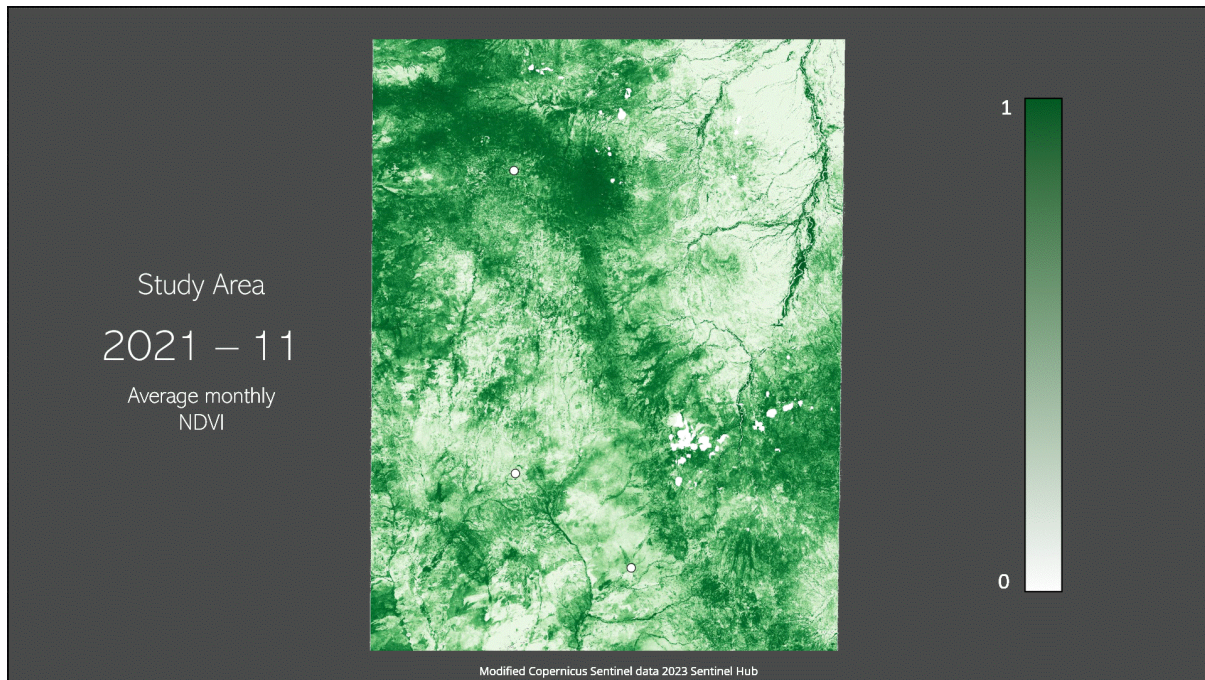 Study Area
2021 – 11
Average monthly
NDVI
1
0
Modified Copernicus Sentinel data 2023 Sentinel Hub